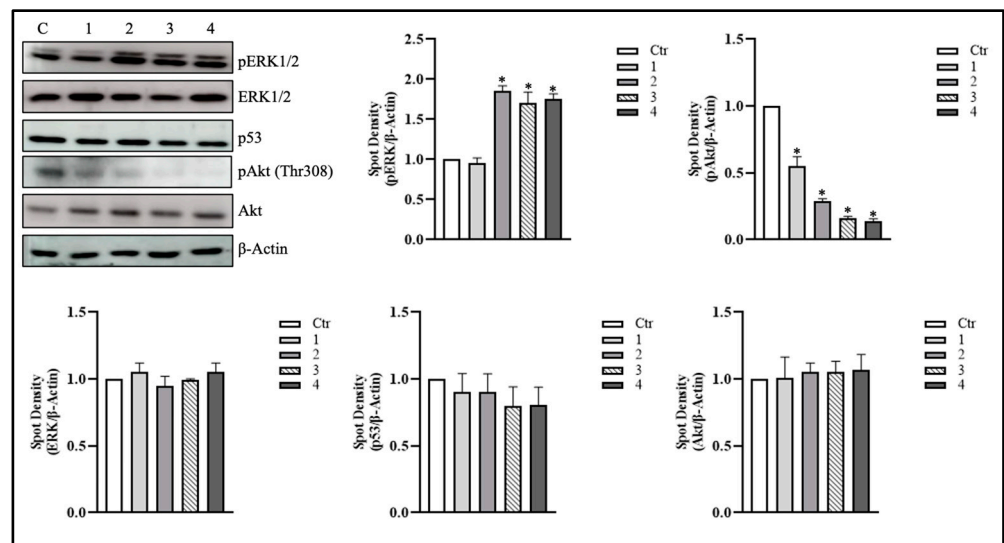 C 1 2 3 4
pERK1/2
ERK1/2
p53
pAkt (Thr308)
Akt
β-Actin
Spot Density
(pERK/β-Actin)
2.5
2.0
1.5
1.0
0.5
0.0
* * *
Ctr
1
2
3
4
Spot Density
(pAkt/β-Actin)
1.5
1.0
0.5
0.0
* * * *
Ctr
1
2
3
4
Spot Density
(ERK/β-Actin)
1.5
1.0
0.5
0.0
Ctr
1
2
3
4
Spot Density
(p53/β-Actin)
1.5
1.0
0.5
0.0
Ctr
1
2
3
4
Spot Density
(Akt/β-Actin)
1.5
1.0
0.5
0.0
Ctr
1
2
3
4